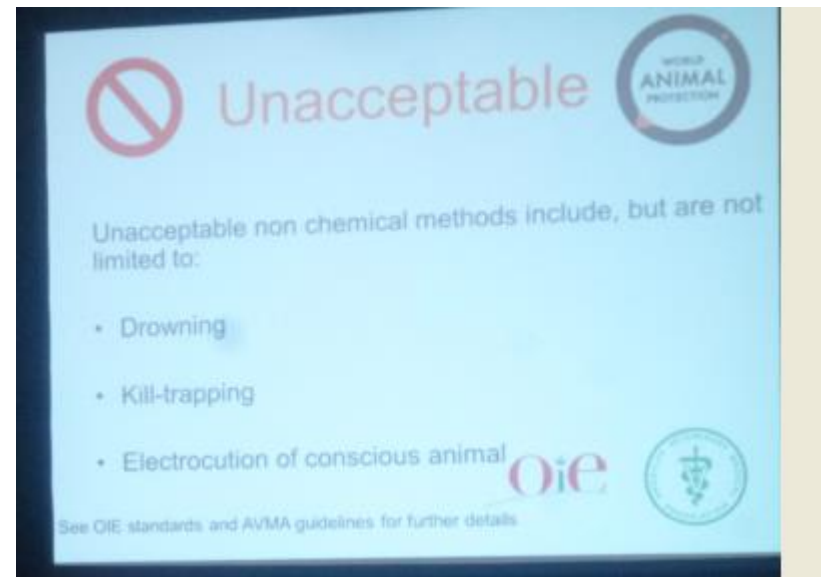 Unacceptable
WORLD
ANIMAL
PROTECTION
Unacceptable non chemical methods include, but are not
limited to:
• Drowning
• Kill-trapping
• Electrocution of conscious animal
Oie
See OIE standards and AVMA guidelines for further details